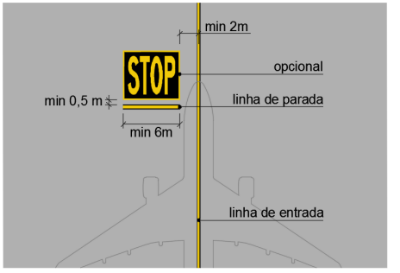 min 2m
STOP
opcional
min 0,5 m
linha de parada
min 6m
linha de entrada